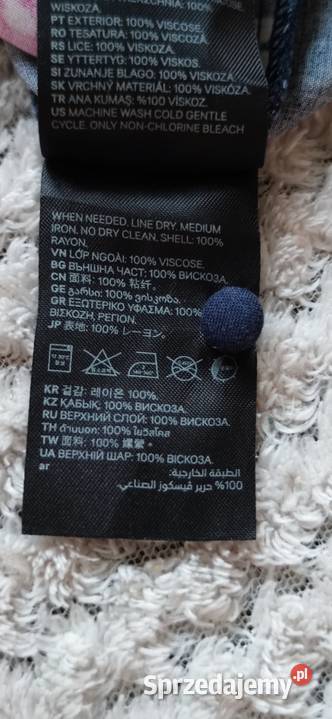 WISKOZA.
PT EXTERIOR: 100% VISCOSE.
RO TESATURA: 100% VISCOZĂ.
RS LICE: 100% VISKOZA.
SE YTTERTYG: 100% VISKOS.
SI ZUNANJE BLAGO: 100% VISKOZA.
SK VRCHNÝ MATERIÁL: 100% VISKÓZA.
TR ANA KUMAŞ: %100 VİSKOZ.
US MACHINE WASH COLD GENTLE
CYCLE. ONLY NON-CHLORINE BLEACH
WHEN NEEDED. LINE DRY. MEDIUM
IRON. NO DRY CLEAN. SHELL: 100%
RAYON.
VN LỚP NGOÀI: 100% VISCOSE.
BG ВЪНШНА ЧАСТ: 100% ВИСКОЗА.
CN 面料: 100% 粘纤。
GE გარსი: 100% ვისკოზა.
GR ΕΞΩΤΕΡΙΚΟ ΥΦΑΣΜΑ: 100%
ΒΙΣΚΟΖΗ, ΡΕΓΙΟΝ.
JP 表地: 100% レーヨン。
KR 겉감: 레이온 100%.
KZ ҚАБЫҚ: 100% ВИСКОЗА.
RU ВЕРХНИЙ СЛОЙ: 100% ВИСКОЗА.
TH ด้านนอก: 100% ใยวิสโคส
TW 面料: 100% 嫘縈。
UA ВЕРХНІЙ ШАР: 100% ВІСКОЗА.
ar
الطبقة الخارجية:
100% حرير ڤيسكوز الصناعي.
Sprzedajemy.pl